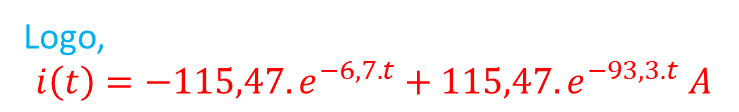 Logo,
i(t) = −115,47. e^{−6,7.t} + 115,47. e^{−93,3.t} A